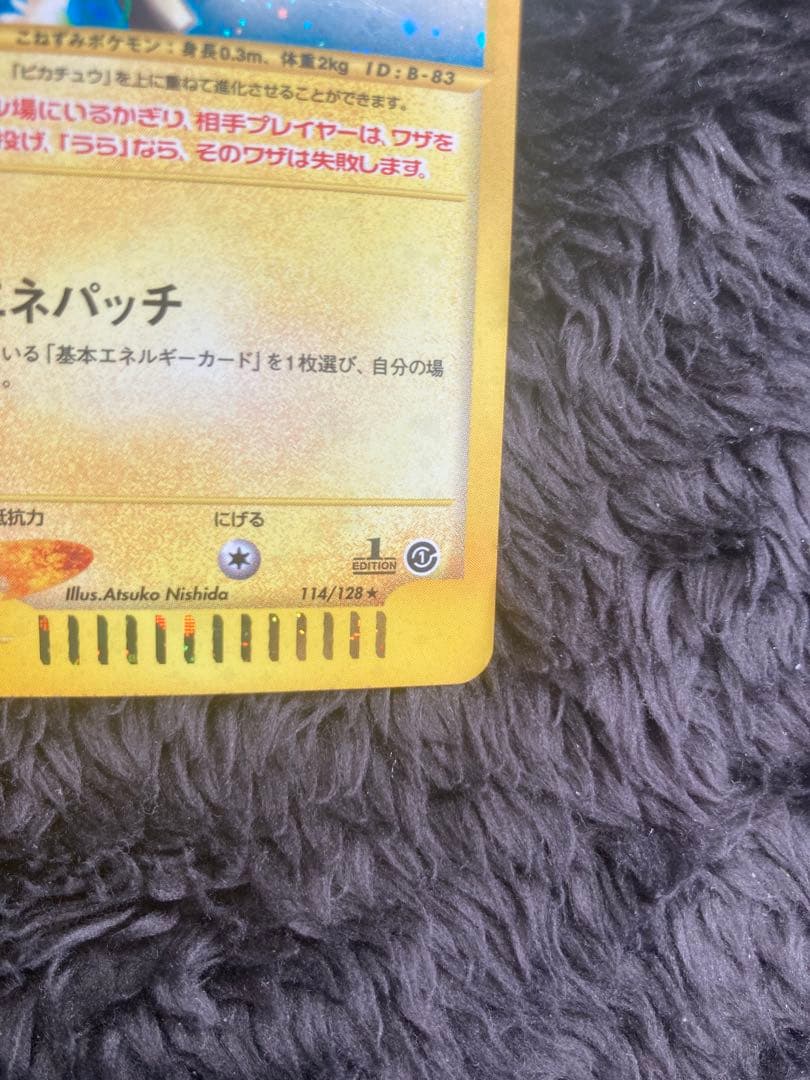 こねずみポケモン：身長0.3m、体重2kg ID:B-83
「ピカチュウ」を上に重ねて進化させることができます。
場にいるかぎり、相手プレイヤーは、ワザを
投げ、「うら」なら、そのワザは失敗します。
エネパッチ
いる「基本エネルギーカード」を1枚選び、自分の場
。
抵抗力 にげる
1
EDITION
1
Illus.Atsuko Nishida 114/128★